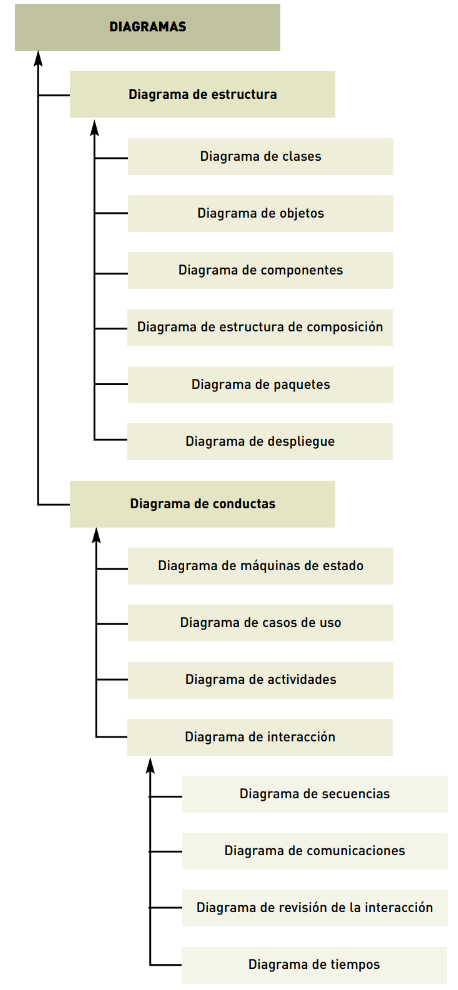 DIAGRAMAS
Diagrama de estructura
Diagrama de clases
Diagrama de objetos
Diagrama de componentes
Diagrama de estructura de composición
Diagrama de paquetes
Diagrama de despliegue
Diagrama de conductas
Diagrama de máquinas de estado
Diagrama de casos de uso
Diagrama de actividades
Diagrama de interacción
Diagrama de secuencias
Diagrama de comunicaciones
Diagrama de revisión de la interacción
Diagrama de tiempos